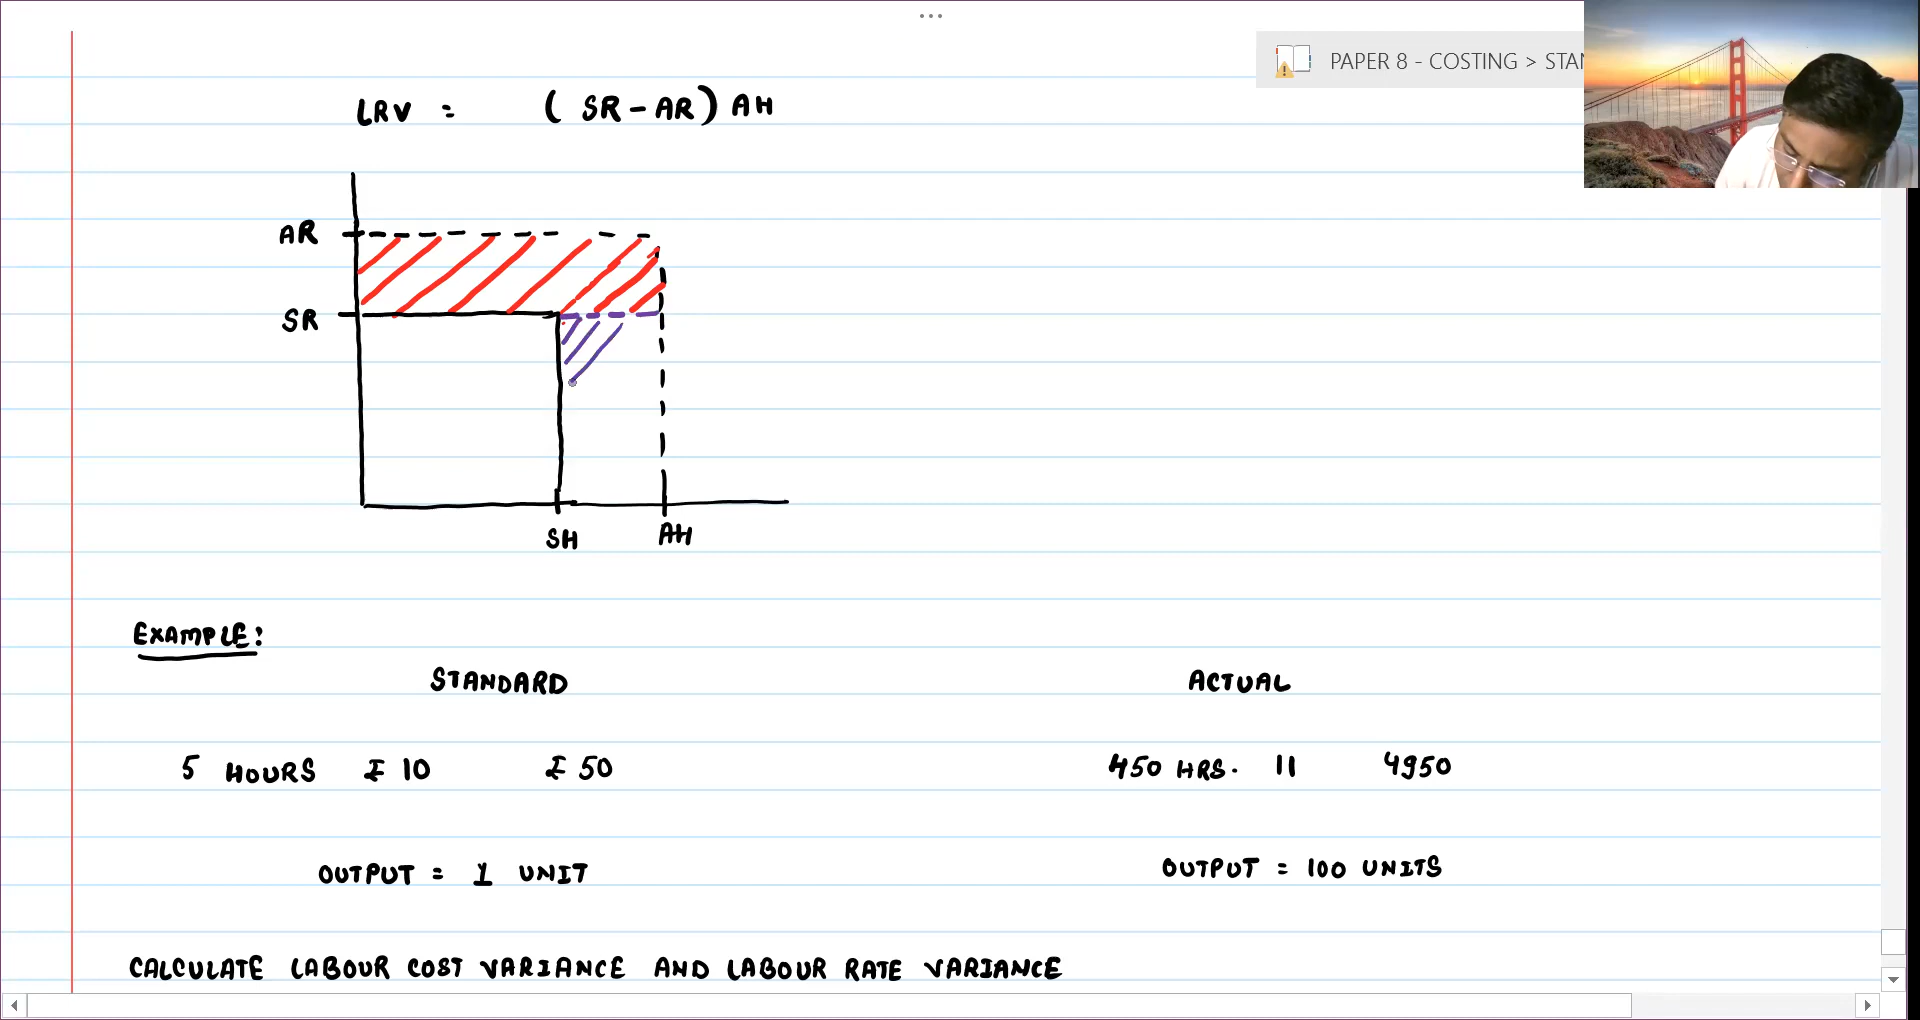 PAPER 8 - COSTING > STAN
LRV = (SR - AR) AH
AR
SR
SH AH
EXAMPLE:
STANDARD ACTUAL
5 HOURS ₹ 10 ₹ 50 450 HRS. 11 4950
OUTPUT = 1 UNIT OUTPUT = 100 UNITS
CALCULATE LABOUR COST VARIANCE AND LABOUR RATE VARIANCE